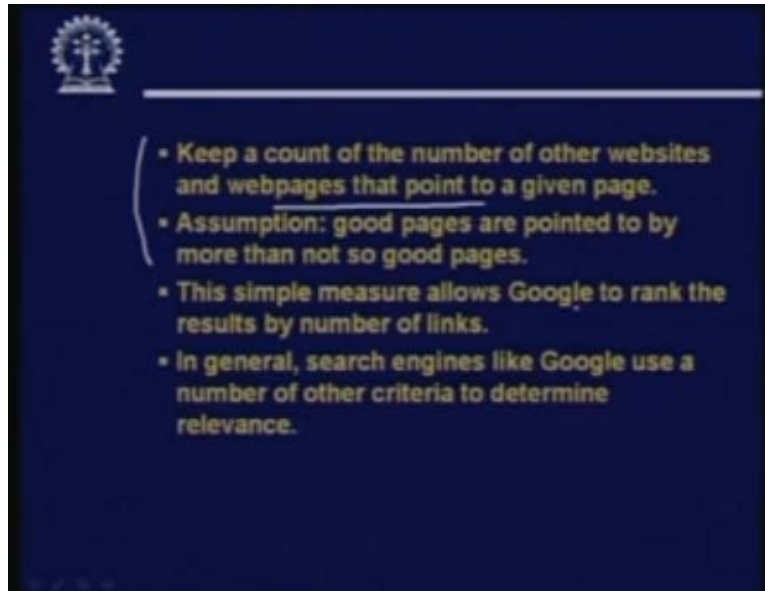 ▪ Keep a count of the number of other websites
and webpages that point to a given page.
▪ Assumption: good pages are pointed to by
more than not so good pages.
▪ This simple measure allows Google to rank the
results by number of links.
▪ In general, search engines like Google use a
number of other criteria to determine
relevance.